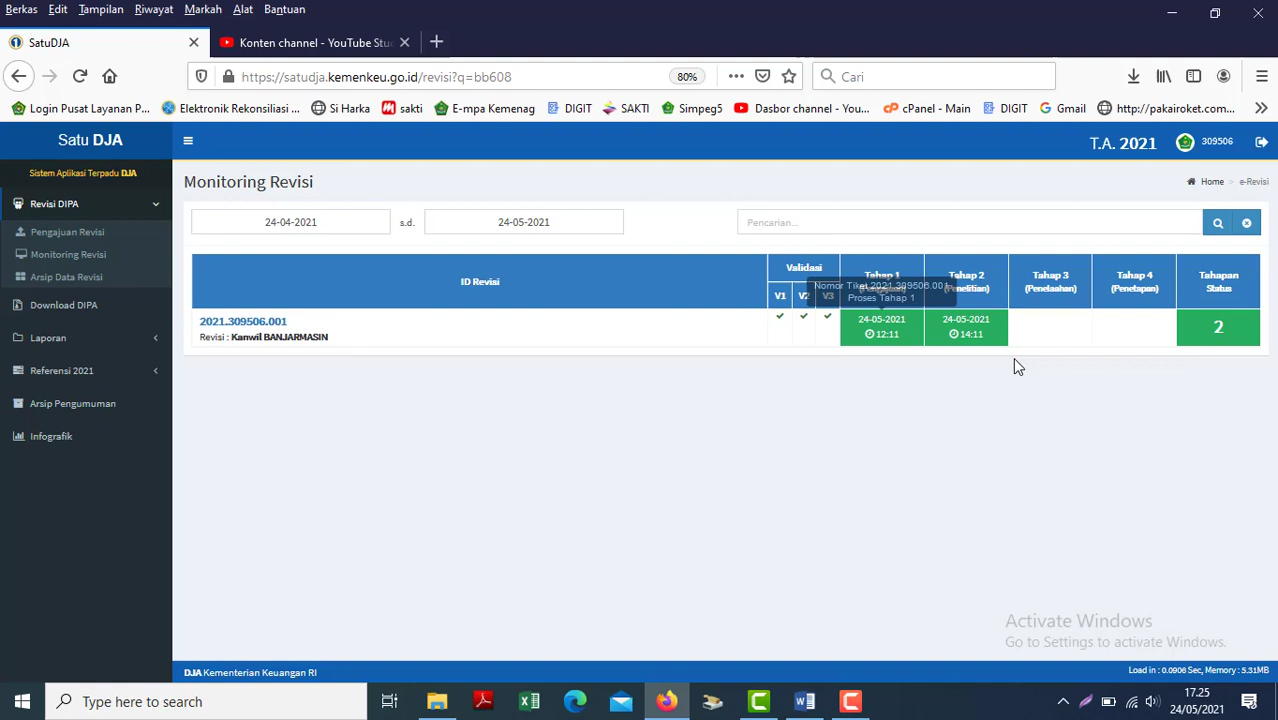 Berkas Edit Tampilan Riwayat Markah Alat Bantuan
SatuDJA
Konten channel - YouTube Stu
https://satudja.kemenkeu.go.id/revisi?q=bb608
80%
Cari
Login Pusat Layanan P...
Elektronik Rekonsiliasi ...
Si Harka
sakti
E-mpa Kemenag
DIGIT
SAKTI
Simpeg5
Dasbor channel - You...
cPanel - Main
DIGIT
Gmail
http://pakairoket.com...
Satu DJA
T.A. 2021
309506
Sistem Aplikasi Terpadu DJA
Revisi DIPA
Pengajuan Revisi
Monitoring Revisi
Arsip Data Revisi
Download DIPA
Laporan
Referensi 2021
Arsip Pengumuman
Infografik
Monitoring Revisi
Home > e-Revisi
24-04-2021 s.d. 24-05-2021
Pencarian...
ID Revisi
Validasi
V1 V2 V3
Tahap 1
Tahap 2
(Penelitian)
Tahap 3
(Penelaahan)
Tahap 4
(Penetapan)
Tahapan
Status
Nomor Tiket 2021.309506.001
Proses Tahap 1
2021.309506.001
Revisi : Kanwil BANJARMASIN
24-05-2021
12:11
24-05-2021
14:11
2
Activate Windows
Go to Settings to activate Windows.
DJA Kementerian Keuangan RI
Load in : 0.0906 Sec, Memory : 5.31MB
Type here to search
17.25
24/05/2021